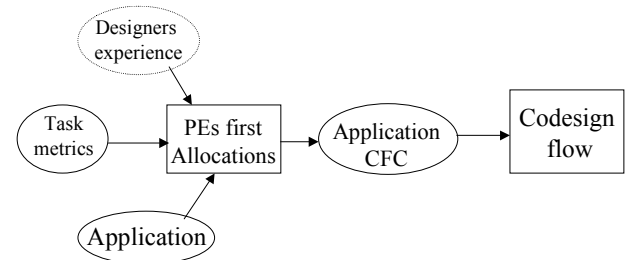 Designers
experience
Task
metrics
PEs first
Allocations
Application
CFC
Codesign
flow
Application